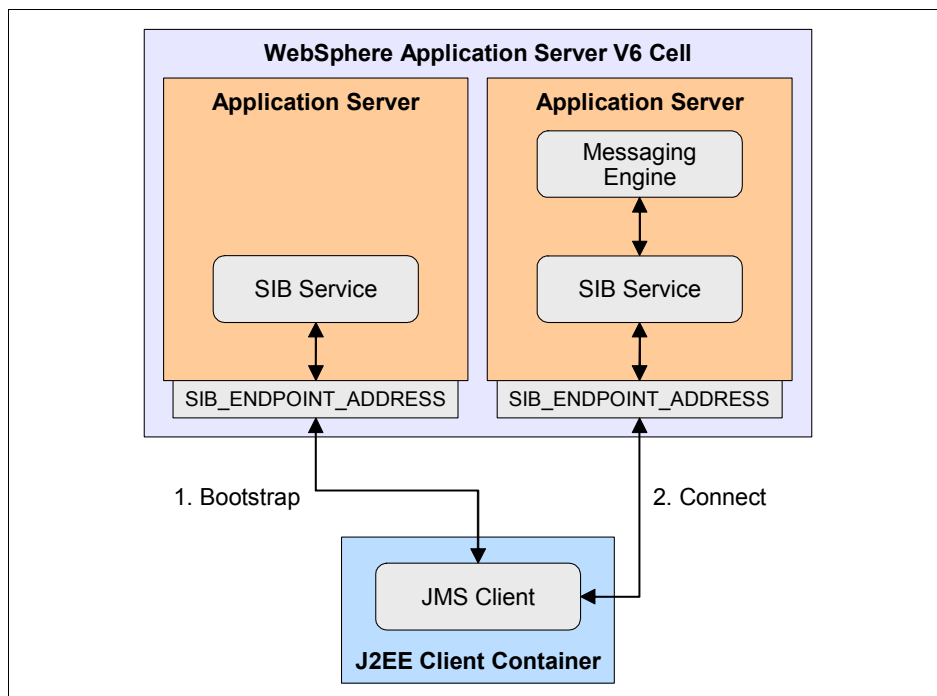 WebSphere Application Server V6 Cell
Application Server
Application Server
Messaging
Engine
SIB Service
SIB Service
SIB_ENDPOINT_ADDRESS
SIB_ENDPOINT_ADDRESS
1. Bootstrap
2. Connect
JMS Client
J2EE Client Container